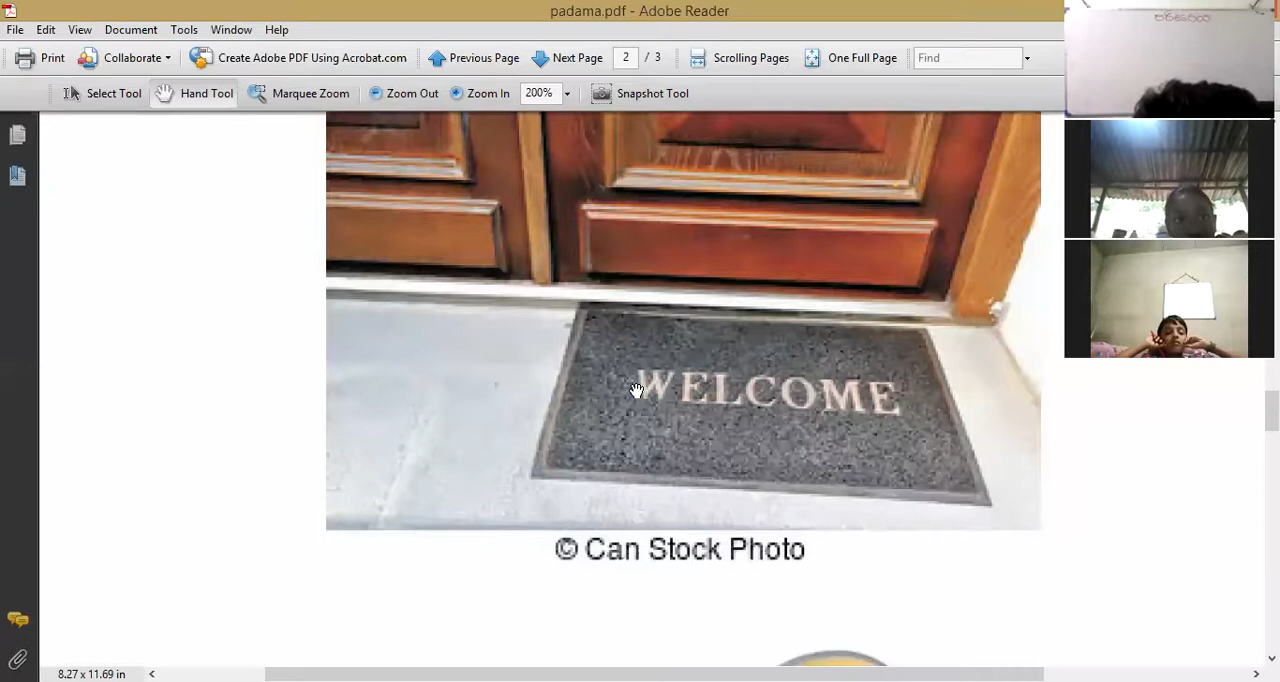 padama.pdf - Adobe Reader
File Edit View Document Tools Window Help
Print Collaborate Create Adobe PDF Using Acrobat.com Previous Page Next Page 2 / 3 Scrolling Pages One Full Page Find
Select Tool Hand Tool Marquee Zoom Zoom Out Zoom In 200% Snapshot Tool
WELCOME
© Can Stock Photo
8.27 x 11.69 in